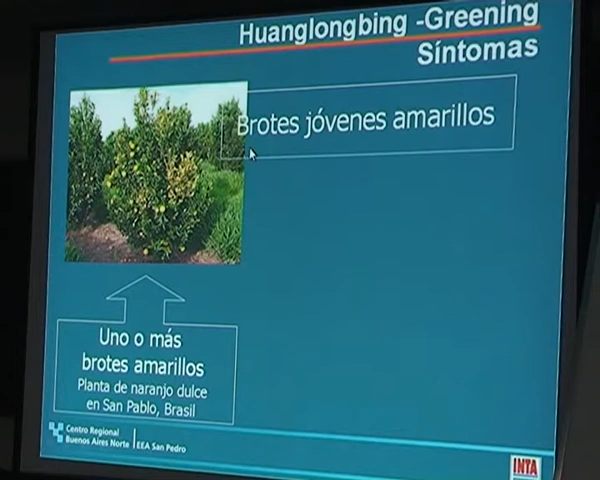 Huanglongbing -Greening
Síntomas
Brotes jóvenes amarillos
Uno o más
brotes amarillos
Planta de naranjo dulce
en San Pablo, Brasil
Centro Regional
Buenos Aires Norte
EEA San Pedro
INTA